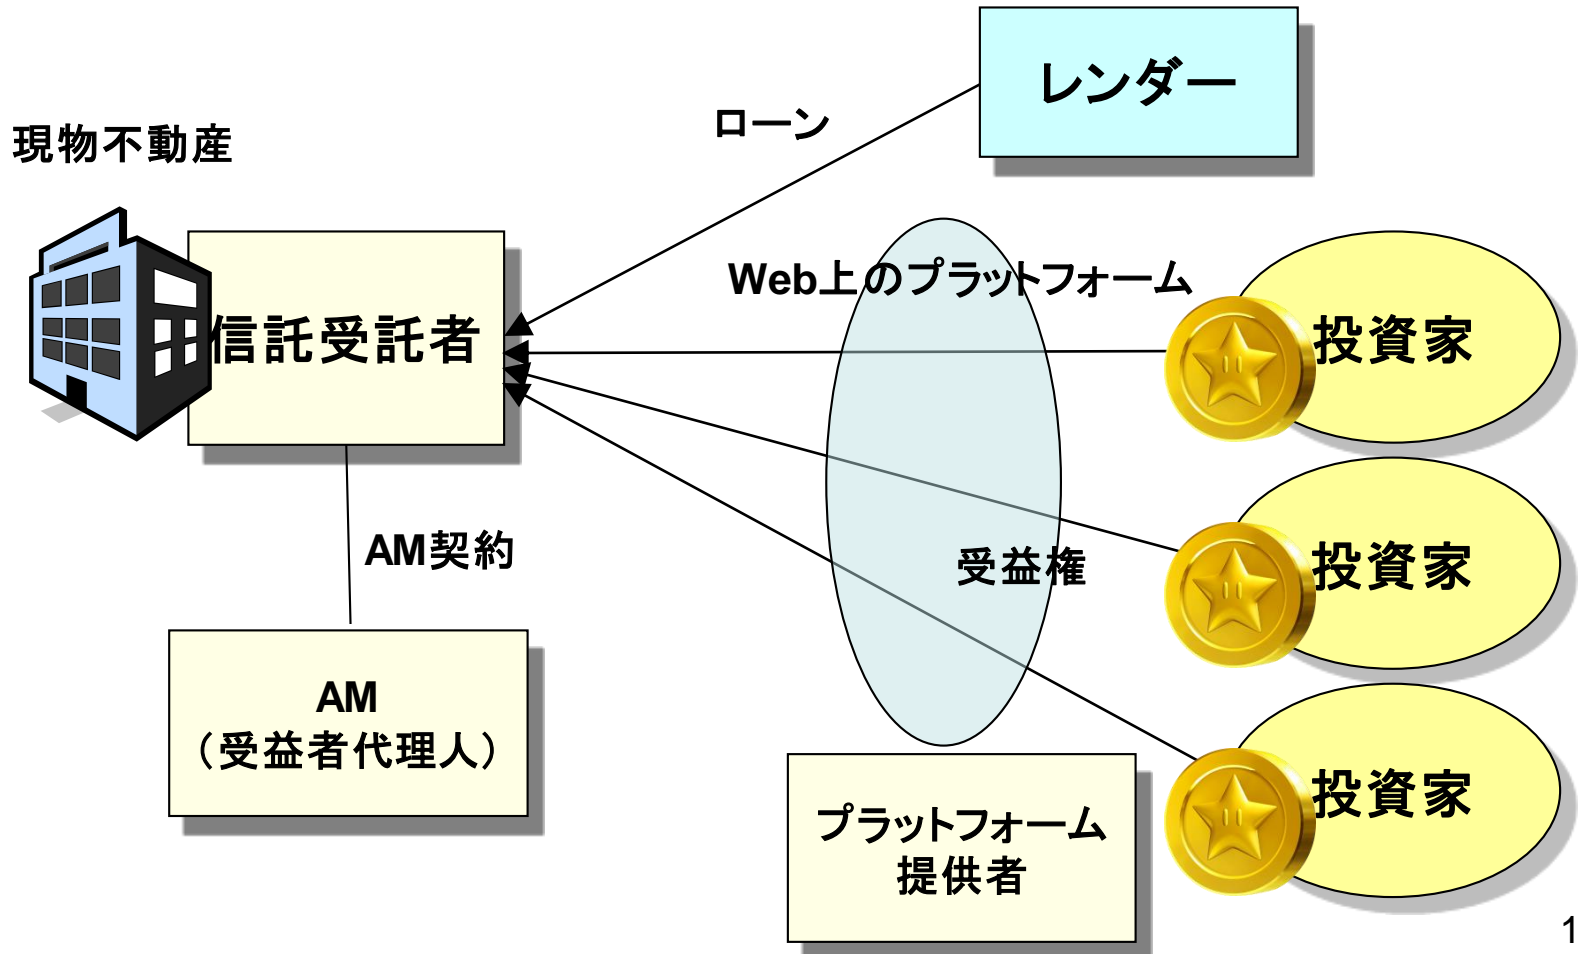 レンダー
ローン
現物不動産
Web上のプラットフォーム
信託受託者
投資家
AM契約
受益権
投資家
AM
（受益者代理人）
投資家
プラットフォーム
提供者
1